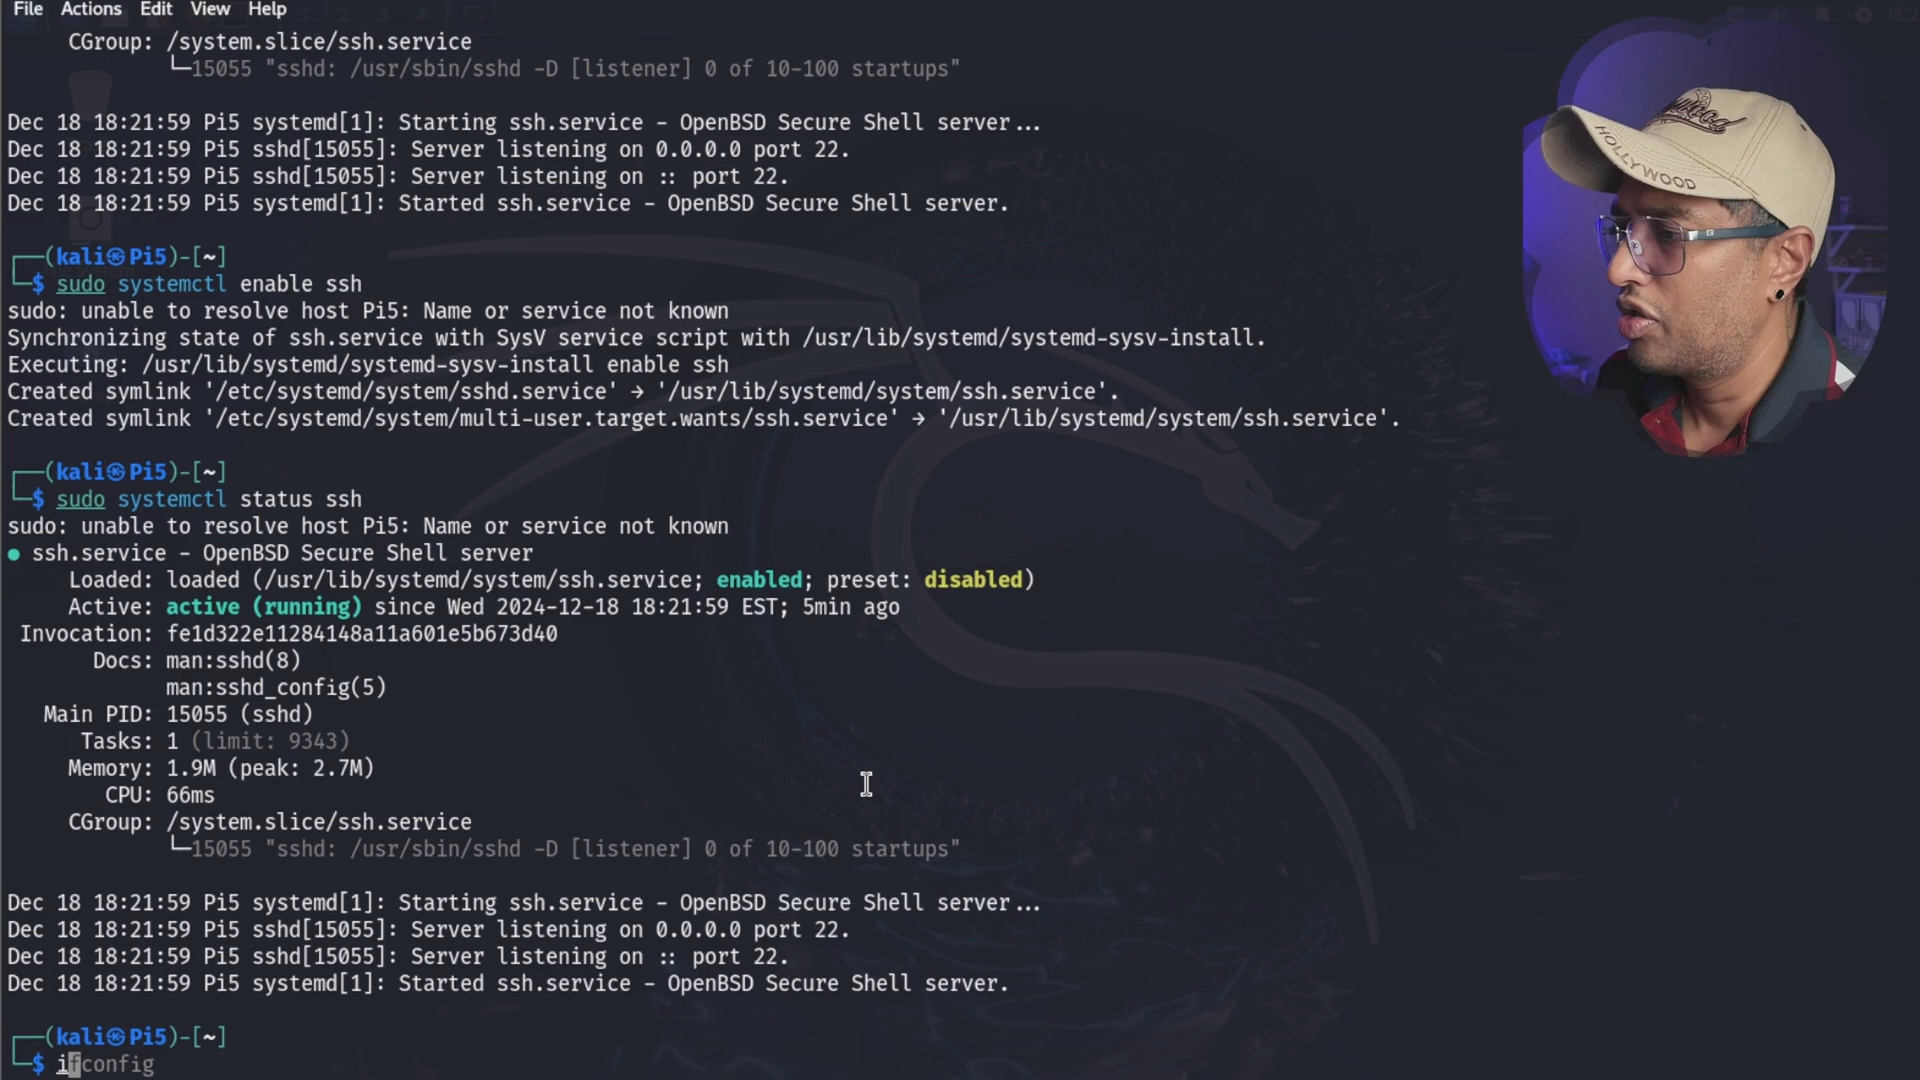 File Actions Edit View Help
CGroup: /system.slice/ssh.service
└─15055 "sshd: /usr/sbin/sshd -D [listener] 0 of 10-100 startups"
Dec 18 18:21:59 Pi5 systemd[1]: Starting ssh.service - OpenBSD Secure Shell server...
Dec 18 18:21:59 Pi5 sshd[15055]: Server listening on 0.0.0.0 port 22.
Dec 18 18:21:59 Pi5 sshd[15055]: Server listening on :: port 22.
Dec 18 18:21:59 Pi5 systemd[1]: Started ssh.service - OpenBSD Secure Shell server.
┌──(kali㉿Pi5)-[~]
└─$ sudo systemctl enable ssh
sudo: unable to resolve host Pi5: Name or service not known
Synchronizing state of ssh.service with SysV service script with /usr/lib/systemd/systemd-sysv-install.
Executing: /usr/lib/systemd/systemd-sysv-install enable ssh
Created symlink '/etc/systemd/system/sshd.service' → '/usr/lib/systemd/system/ssh.service'.
Created symlink '/etc/systemd/system/multi-user.target.wants/ssh.service' → '/usr/lib/systemd/system/ssh.service'.
┌──(kali㉿Pi5)-[~]
└─$ sudo systemctl status ssh
sudo: unable to resolve host Pi5: Name or service not known
● ssh.service - OpenBSD Secure Shell server
Loaded: loaded (/usr/lib/systemd/system/ssh.service; enabled; preset: disabled)
Active: active (running) since Wed 2024-12-18 18:21:59 EST; 5min ago
Invocation: fe1d322e11284148a11a601e5b673d40
Docs: man:sshd(8)
man:sshd_config(5)
Main PID: 15055 (sshd)
Tasks: 1 (limit: 9343)
Memory: 1.9M (peak: 2.7M)
CPU: 66ms
CGroup: /system.slice/ssh.service
└─15055 "sshd: /usr/sbin/sshd -D [listener] 0 of 10-100 startups"
Dec 18 18:21:59 Pi5 systemd[1]: Starting ssh.service - OpenBSD Secure Shell server...
Dec 18 18:21:59 Pi5 sshd[15055]: Server listening on 0.0.0.0 port 22.
Dec 18 18:21:59 Pi5 sshd[15055]: Server listening on :: port 22.
Dec 18 18:21:59 Pi5 systemd[1]: Started ssh.service - OpenBSD Secure Shell server.
┌──(kali㉿Pi5)-[~]
└─$ ifconfig
HOLLYWOOD